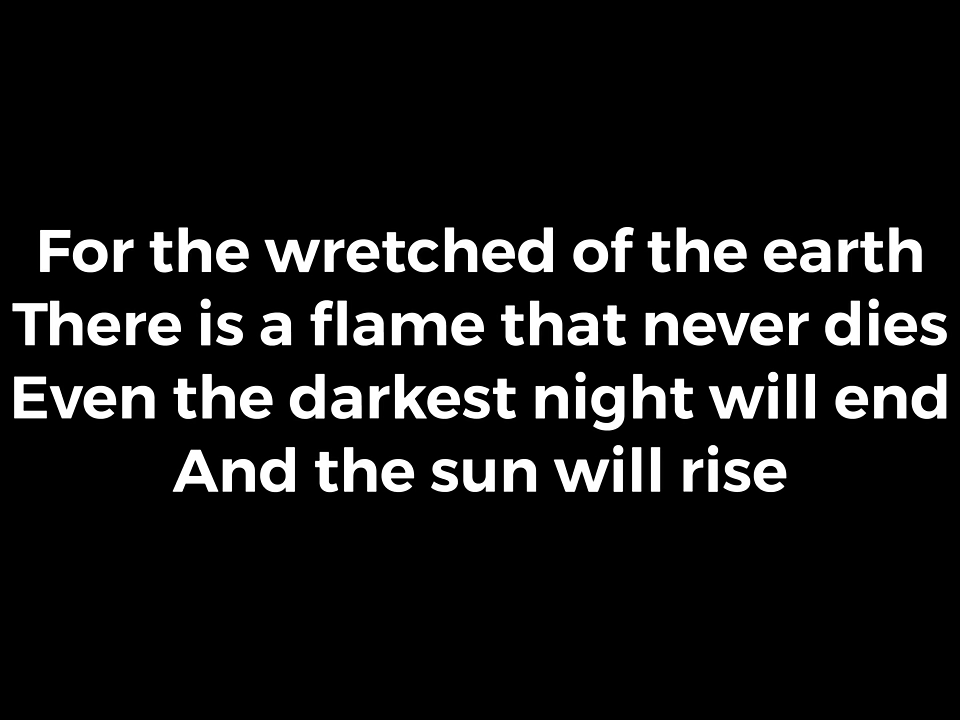 For the wretched of the earth
There is a flame that never dies
Even the darkest night will end
And the sun will rise